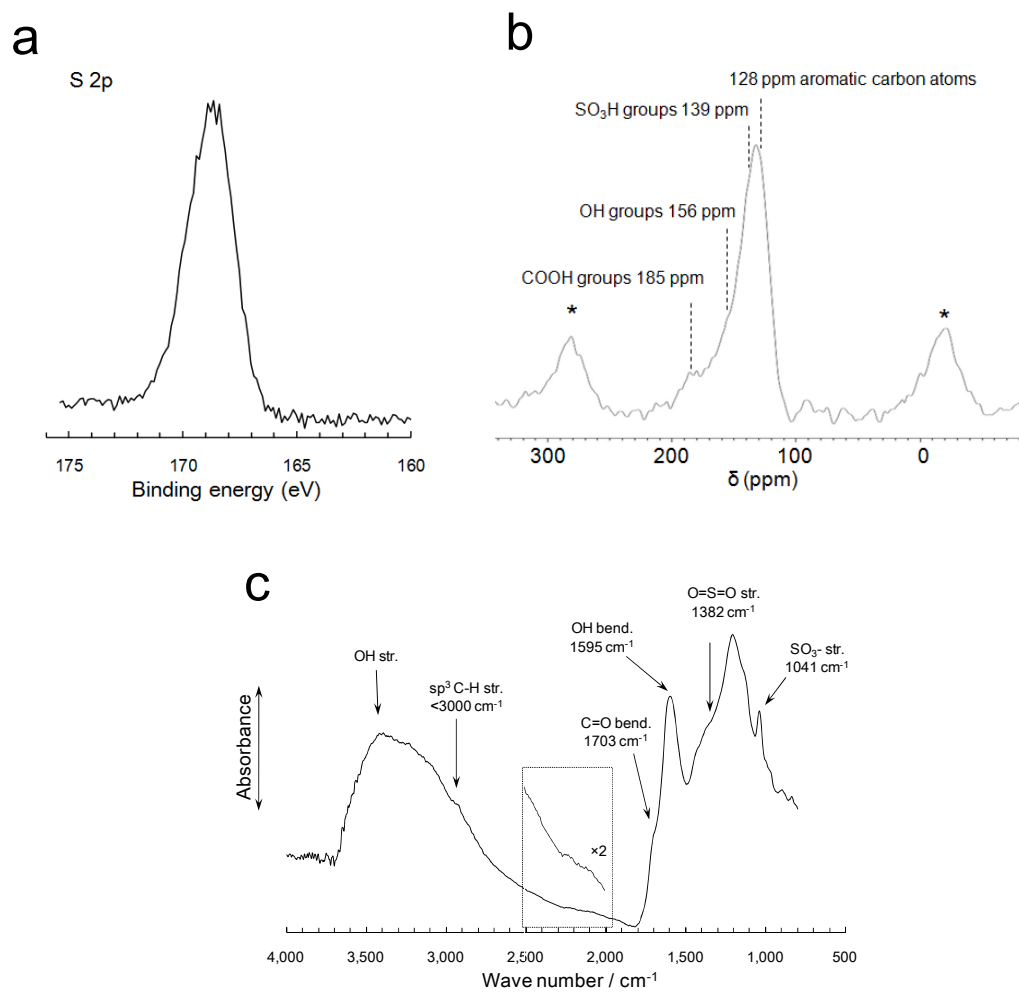 a
S 2p
175 170 165 160
Binding energy (eV)
b
128 ppm aromatic carbon atoms
SO₃H groups 139 ppm
OH groups 156 ppm
COOH groups 185 ppm
* *
300 200 100 0
δ (ppm)
c
O=S=O str.
1382 cm⁻¹
OH bend.
1595 cm⁻¹
SO₃- str.
1041 cm⁻¹
OH str.
sp³ C-H str.
<3000 cm⁻¹
C=O bend.
1703 cm⁻¹
Absorbance
×2
4,000 3,500 3,000 2,500 2,000 1,500 1,000 500
Wave number / cm⁻¹